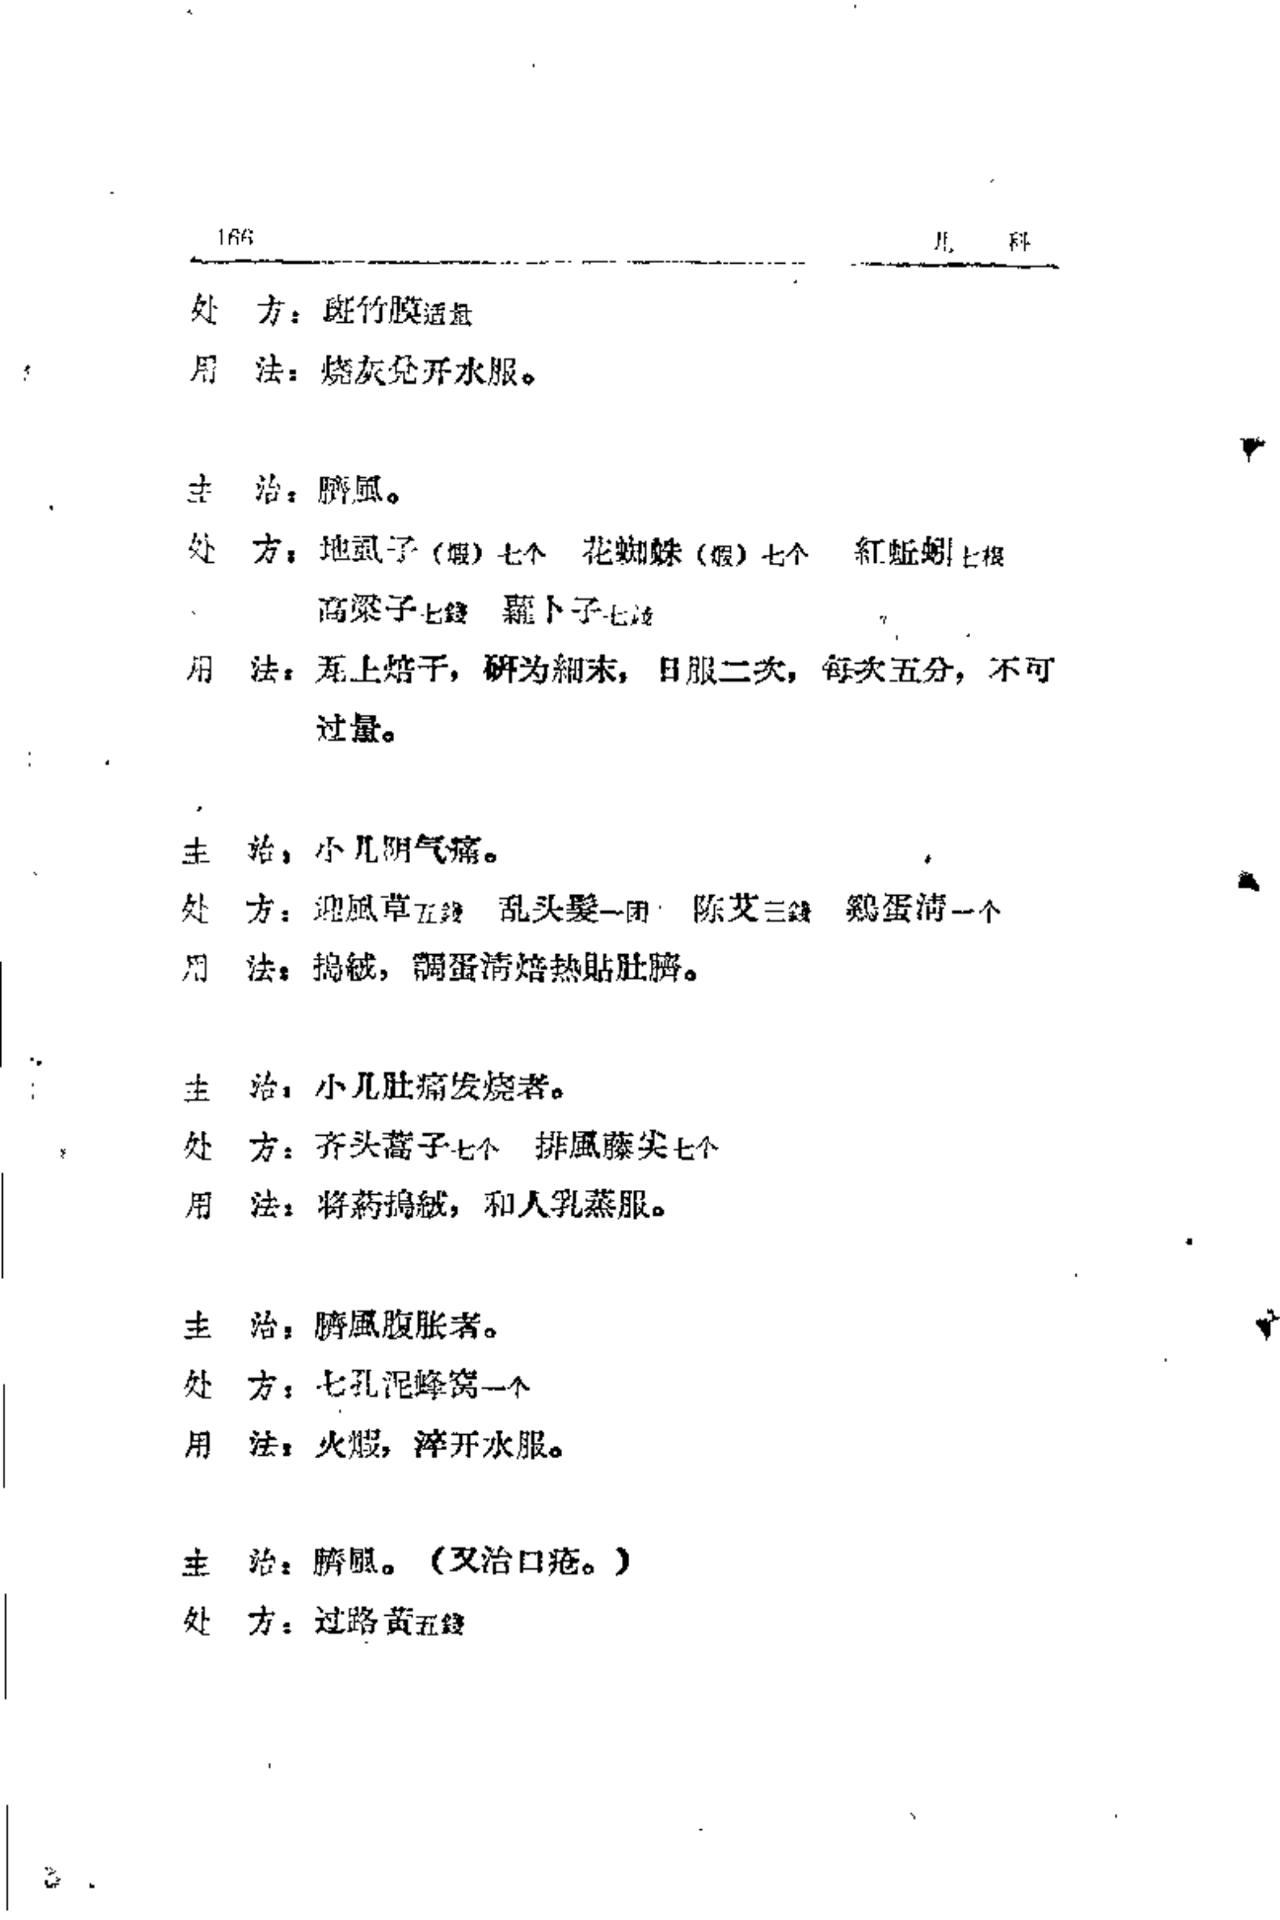 166 儿 科
处 方：斑竹膜适量
用 法：烧灰兌开水服。
主 治：臍風。
处 方：地虱子（煆）七个 花蜘蛛（煆）七个 紅蚯蚓七根
高粱子七錢 蘿卜子七錢
用 法：瓦上焙干，研为細末，日服二次，每次五分，不可
过量。
主 治：小儿阴气痛。
处 方：迎風草五錢 乱头髮一团 陈艾三錢 鷄蛋淸一个
用 法：搗絨，調蛋淸焙热貼肚臍。
主 治：小儿肚痛发烧者。
处 方：齐头蒿子七个 排風藤尖七个
用 法：将药搗絨，和人乳蒸服。
主 治：臍風腹胀者。
处 方：七孔泥蜂窝一个
用 法：火煆，淬开水服。
主 治：臍風。（又治口疮。）
处 方：过路黄五錢